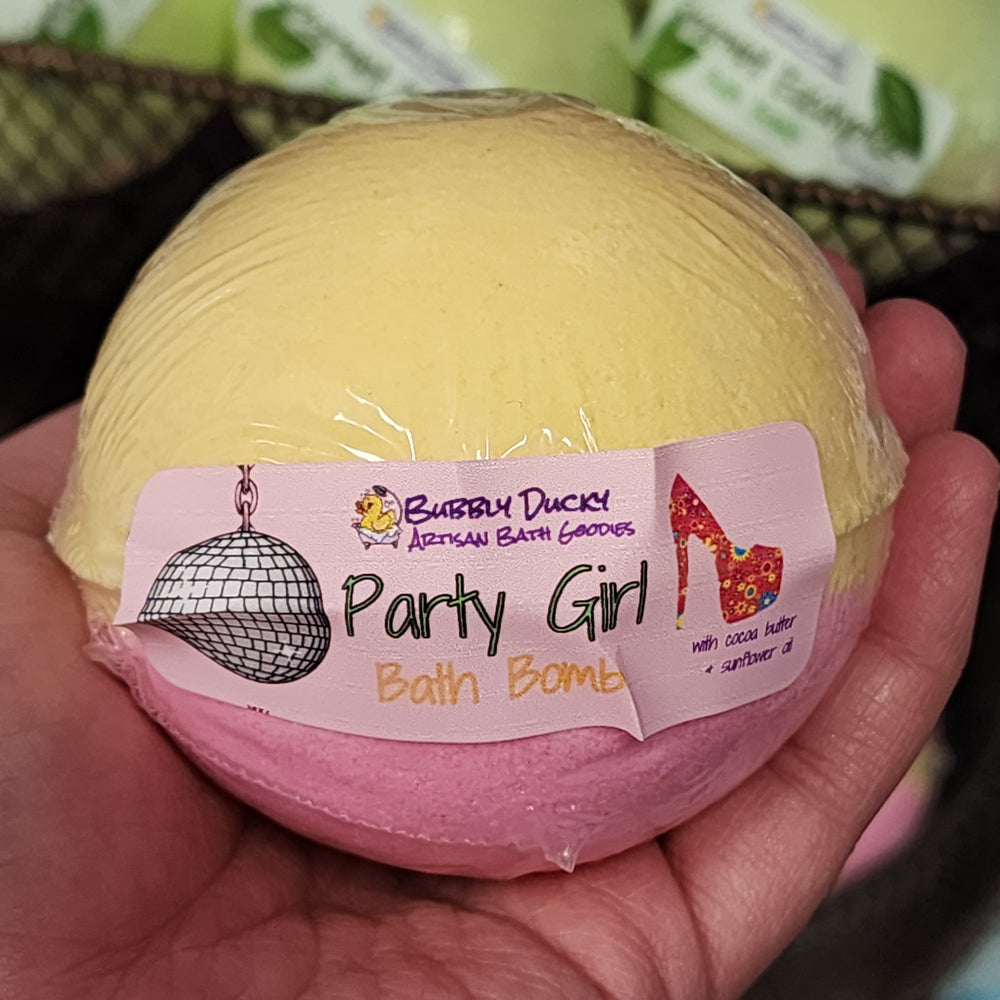 Bubbly Ducky
Artisan Bath Goodies
Party Girl
Bath Bomb
with cocoa butter
+ sunflower oil